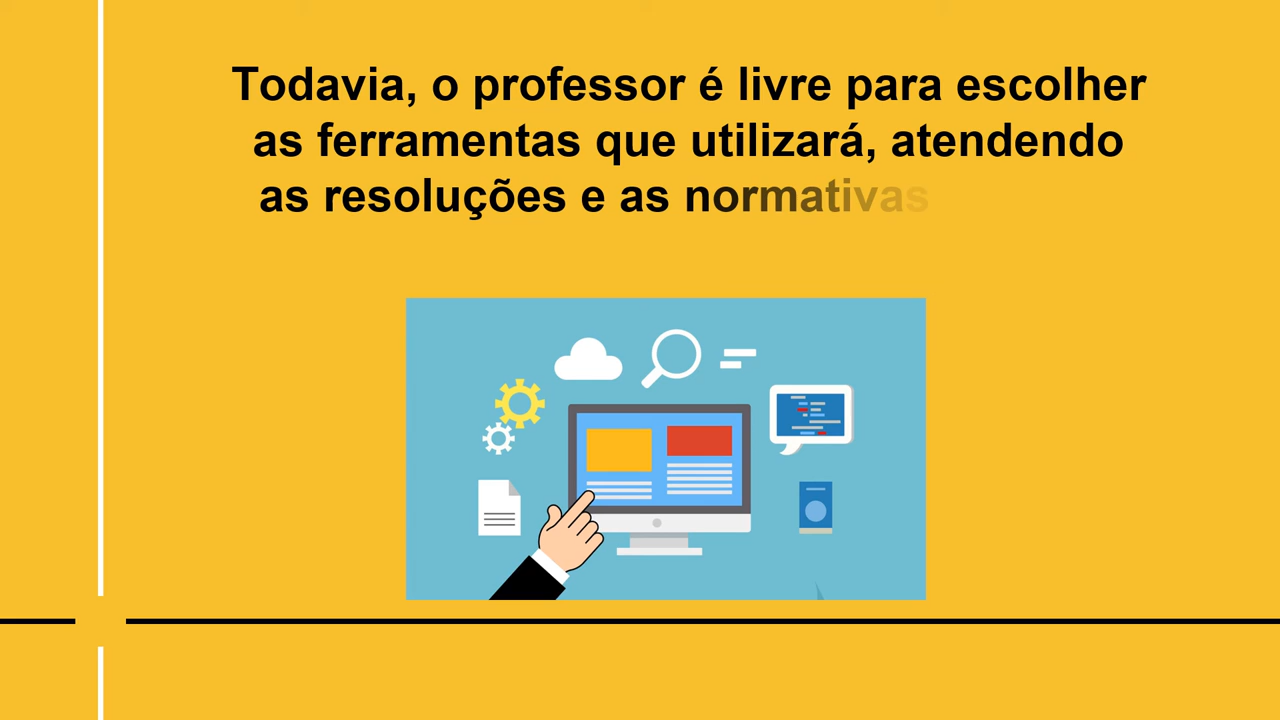 Todavia, o professor é livre para escolher
as ferramentas que utilizará, atendendo
as resoluções e as normativas